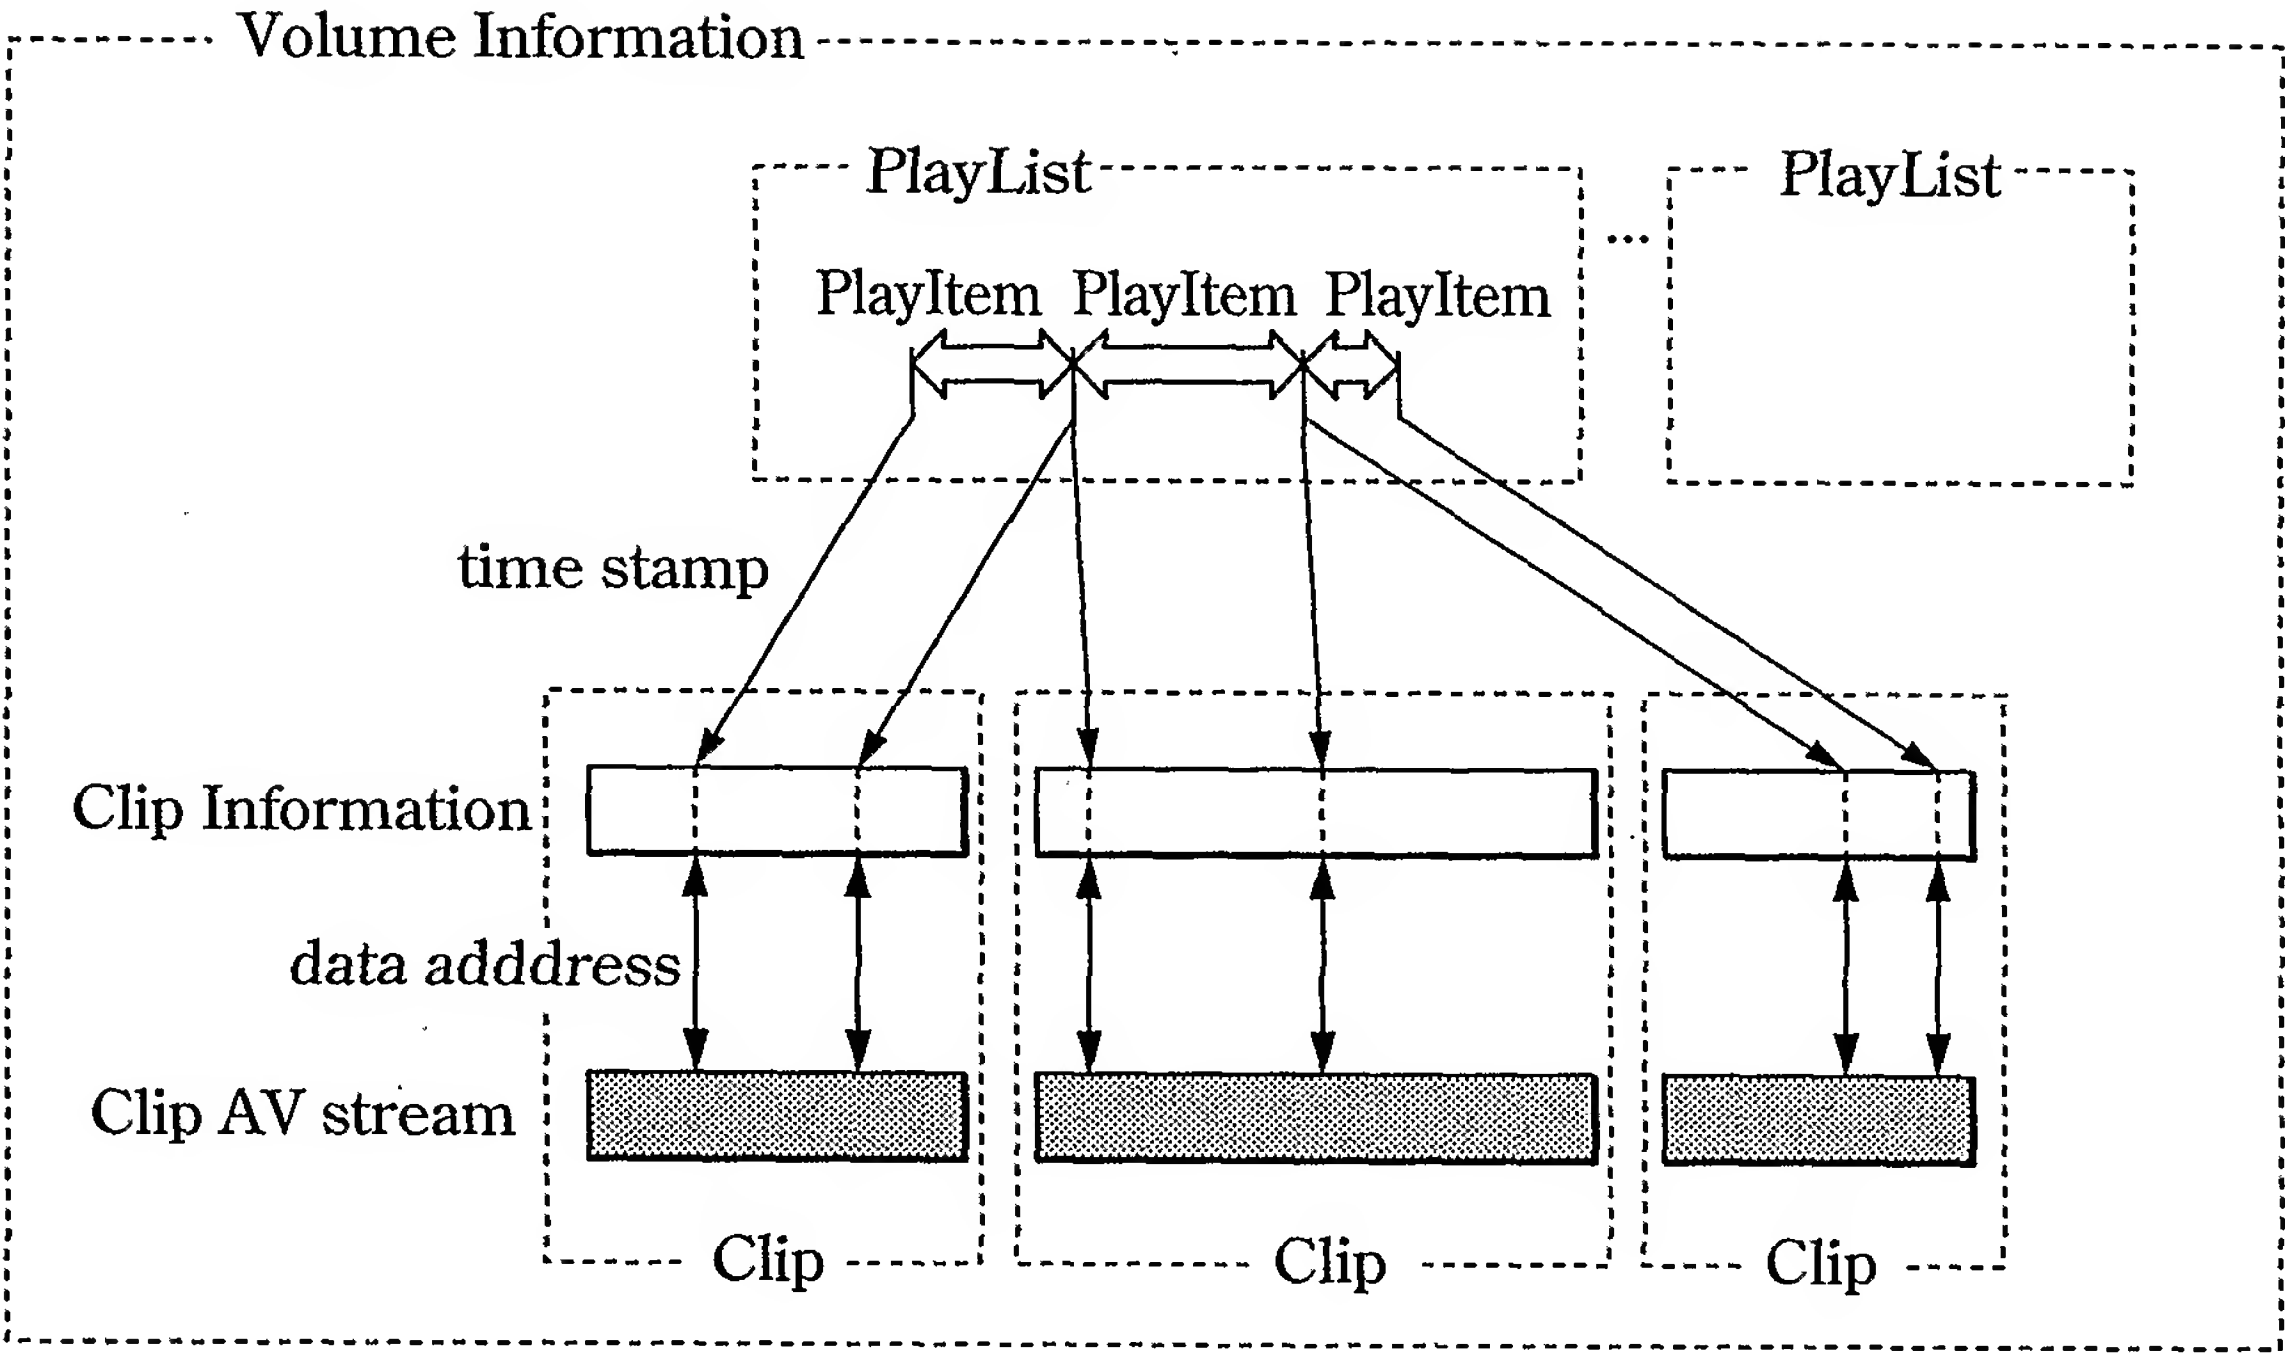 Volume Information
PlayList
PlayList
...
PlayItem PlayItem PlayItem
time stamp
Clip Information
data adddress
Clip AV stream
Clip
Clip
Clip